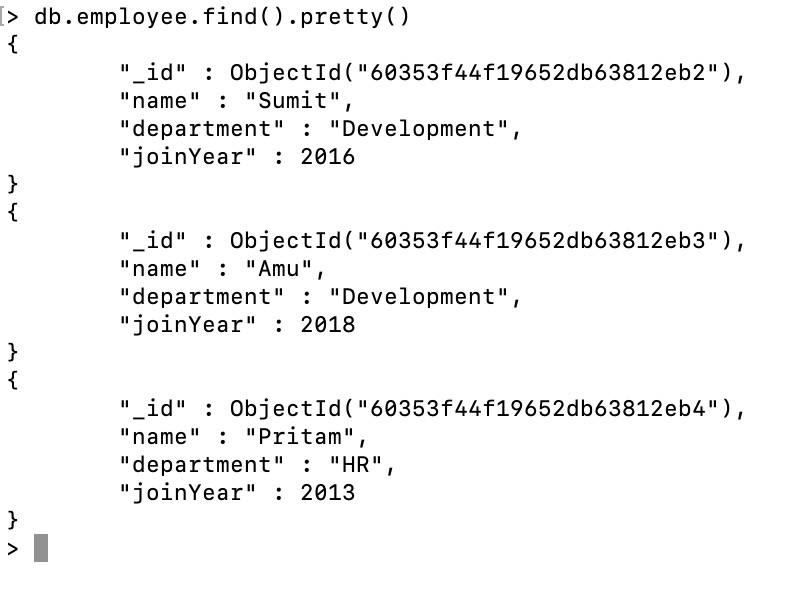 [> db.employee.find().pretty()
{
"_id" : ObjectId("60353f44f19652db63812eb2"),
"name" : "Sumit",
"department" : "Development",
"joinYear" : 2016
}
{
"_id" : ObjectId("60353f44f19652db63812eb3"),
"name" : "Amu",
"department" : "Development",
"joinYear" : 2018
}
{
"_id" : ObjectId("60353f44f19652db63812eb4"),
"name" : "Pritam",
"department" : "HR",
"joinYear" : 2013
}
>